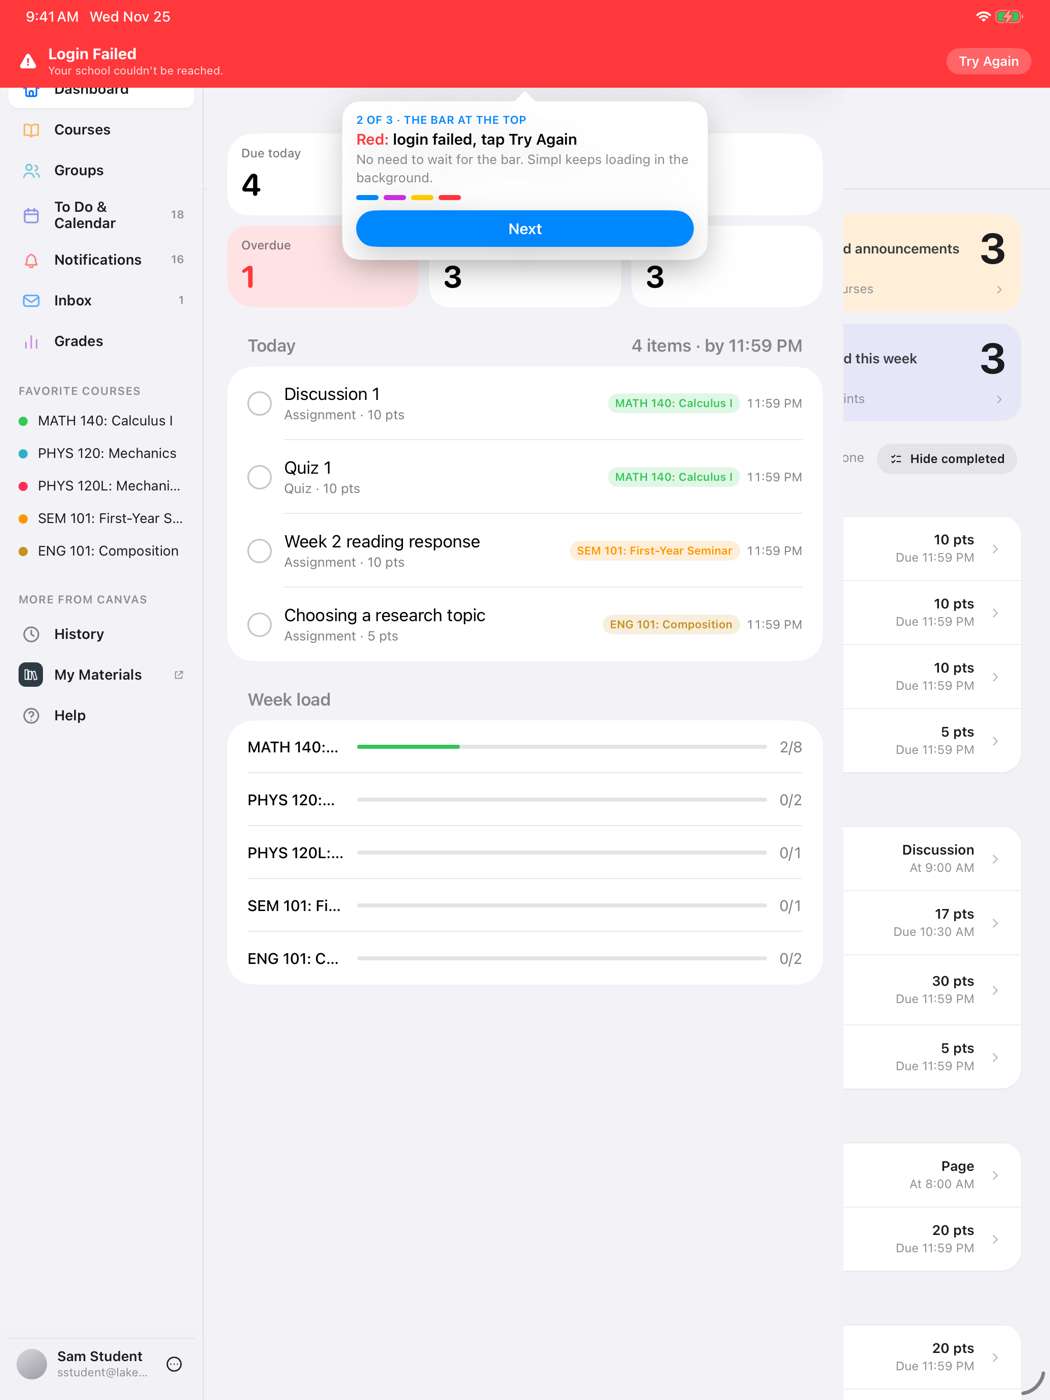 9:41 AM Wed Nov 25
Login Failed
Your school couldn't be reached.
Try Again
Dashboard
Courses
Groups
To Do &
Calendar
18
Notifications
16
Inbox
1
Grades
FAVORITE COURSES
MATH 140: Calculus I
PHYS 120: Mechanics
PHYS 120L: Mechani...
SEM 101: First-Year S...
ENG 101: Composition
MORE FROM CANVAS
History
My Materials
Help
Sam Student
sstudent@lake...
2 OF 3 · THE BAR AT THE TOP
Red: login failed, tap Try Again
No need to wait for the bar. Simpl keeps loading in the
background.
Next
Due today
4
Overdue
1
3
3
Today
4 items · by 11:59 PM
Discussion 1
Assignment · 10 pts
MATH 140: Calculus I
11:59 PM
Quiz 1
Quiz · 10 pts
MATH 140: Calculus I
11:59 PM
Week 2 reading response
Assignment · 10 pts
SEM 101: First-Year Seminar
11:59 PM
Choosing a research topic
Assignment · 5 pts
ENG 101: Composition
11:59 PM
Week load
MATH 140:...
2/8
PHYS 120:...
0/2
PHYS 120L:...
0/1
SEM 101: Fi...
0/1
ENG 101: C...
0/2
d announcements
3
urses
d this week
3
ints
one
Hide completed
10 pts
Due 11:59 PM
10 pts
Due 11:59 PM
10 pts
Due 11:59 PM
5 pts
Due 11:59 PM
Discussion
At 9:00 AM
17 pts
Due 10:30 AM
30 pts
Due 11:59 PM
5 pts
Due 11:59 PM
Page
At 8:00 AM
20 pts
Due 11:59 PM
20 pts
Due 11:59 PM